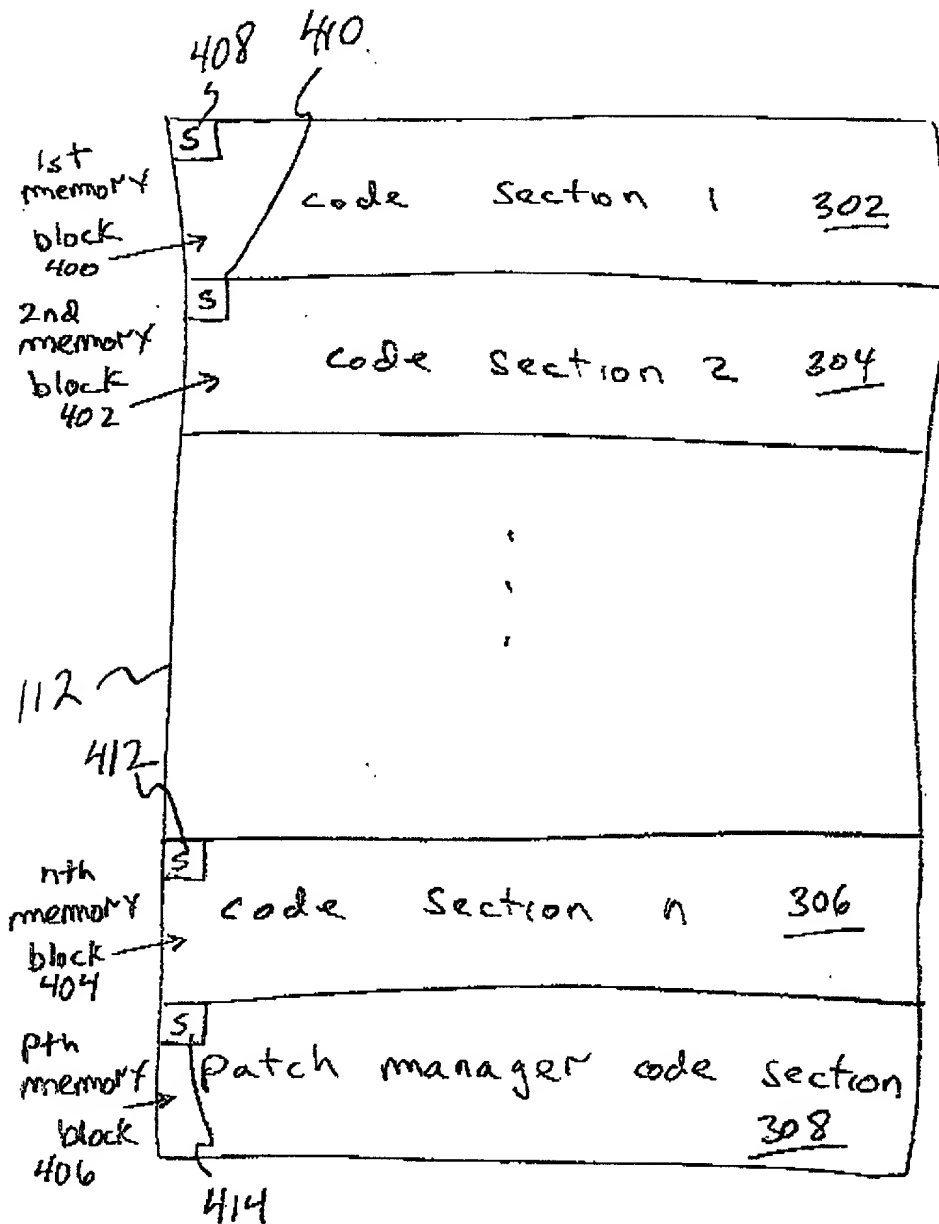 408 410
S
1st
memory
block
400
code section 1 302
S
2nd
memory
block
402
code section 2 304
112
412
S
nth
memory
block
404
code section n 306
S
pth
memory
block
406
patch manager code section
308
414